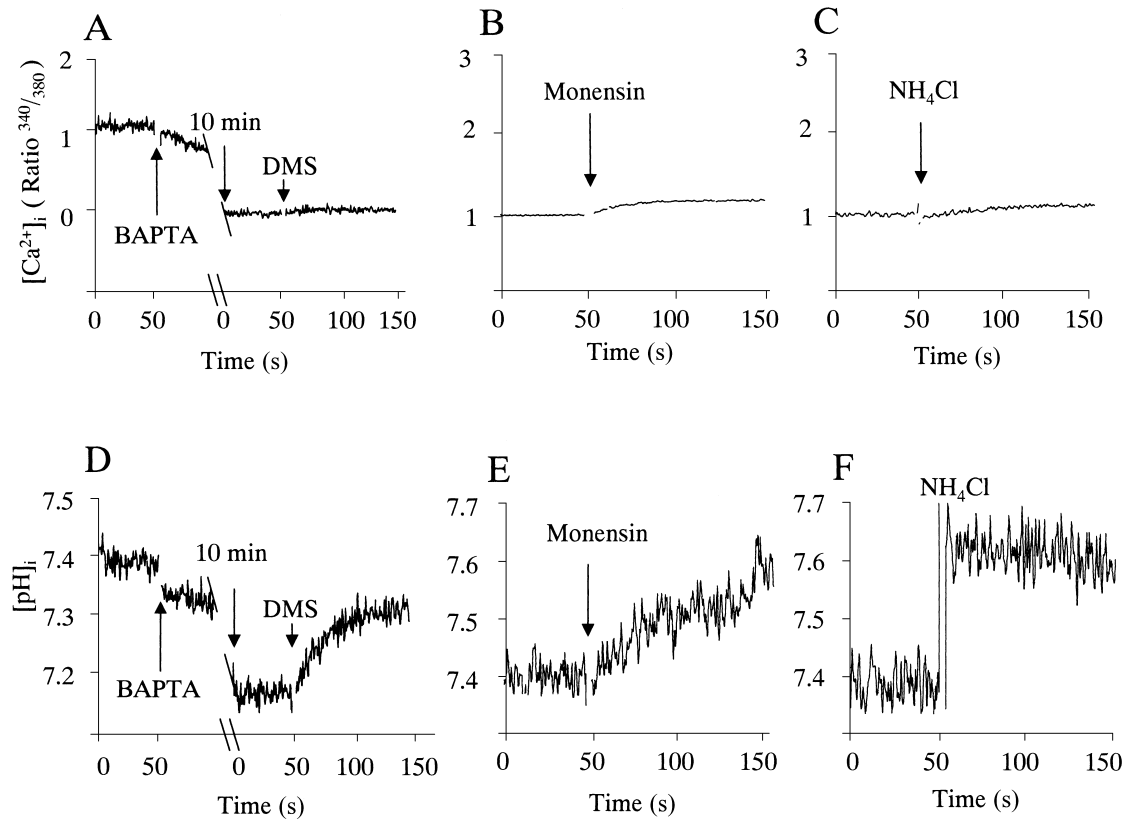 A
[Ca²⁺]ᵢ ( Ratio ³⁴⁰/₃₈₀)
2
1
0
10 min
DMS
BAPTA
0 50 0 50 100 150
Time (s)
B
3
2
1
Monensin
0 50 100 150
Time (s)
C
3
2
1
NH₄Cl
0 50 100 150
Time (s)
D
[pH]ᵢ
7.5
7.4
7.3
7.2
10 min
DMS
BAPTA
0 50 0 50 100 150
Time (s)
E
7.7
7.6
7.5
7.4
Monensin
0 50 100 150
Time (s)
F
7.7
7.6
7.5
7.4
NH₄Cl
0 50 100 150
Time (s)